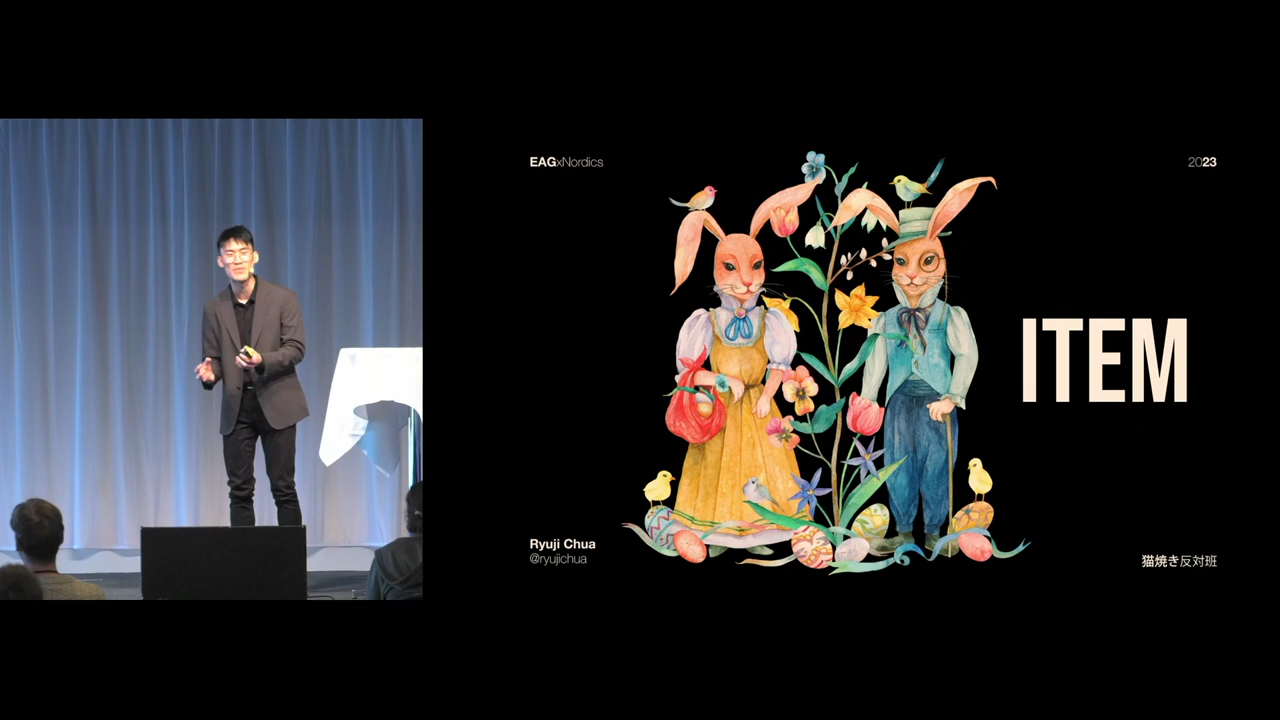 EAGxNordics
2023
ITEM
Ryuji Chua
@ryujichua
猫焼き反対班